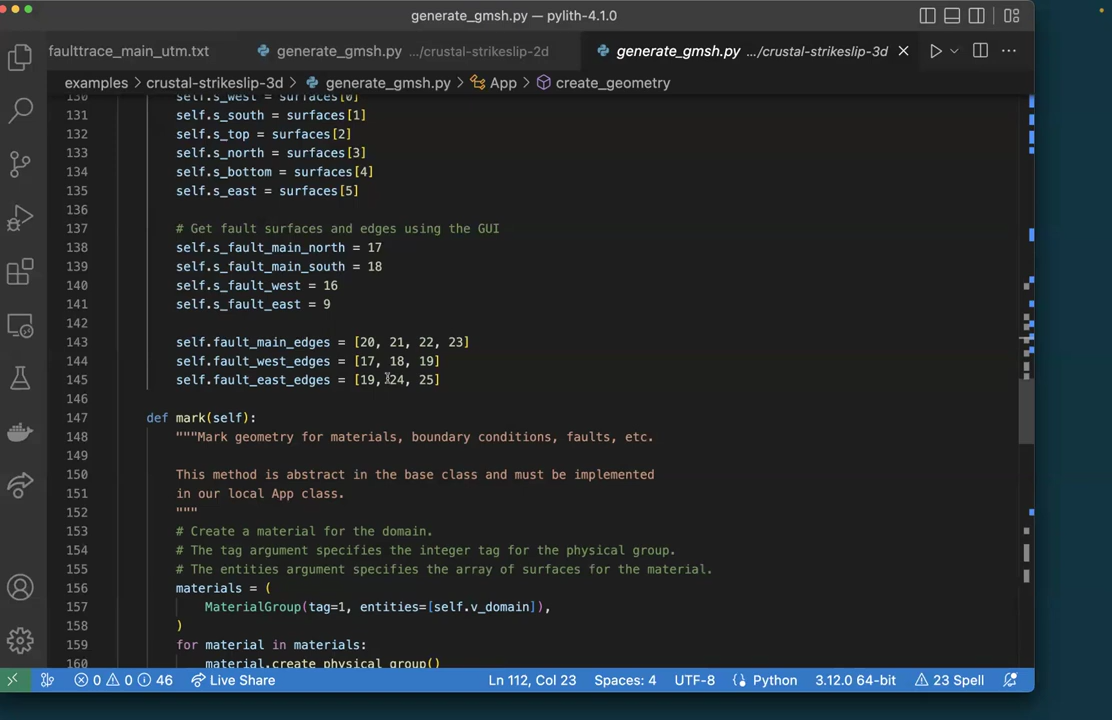 generate_gmsh.py — pylith-4.1.0
faulttrace_main_utm.txt generate_gmsh.py .../crustal-strikeslip-2d generate_gmsh.py .../crustal-strikeslip-3d
examples > crustal-strikeslip-3d > generate_gmsh.py > App > create_geometry
130 self.s_west = surfaces[0]
131 self.s_south = surfaces[1]
132 self.s_top = surfaces[2]
133 self.s_north = surfaces[3]
134 self.s_bottom = surfaces[4]
135 self.s_east = surfaces[5]
136
137 # Get fault surfaces and edges using the GUI
138 self.s_fault_main_north = 17
139 self.s_fault_main_south = 18
140 self.s_fault_west = 16
141 self.s_fault_east = 9
142
143 self.fault_main_edges = [20, 21, 22, 23]
144 self.fault_west_edges = [17, 18, 19]
145 self.fault_east_edges = [19, 24, 25]
146
147 def mark(self):
148 """Mark geometry for materials, boundary conditions, faults, etc.
149
150 This method is abstract in the base class and must be implemented
151 in our local App class.
152 """
153 # Create a material for the domain.
154 # The tag argument specifies the integer tag for the physical group.
155 # The entities argument specifies the array of surfaces for the material.
156 materials = (
157 MaterialGroup(tag=1, entities=[self.v_domain]),
158 )
159 for material in materials:
160 material.create_physical_group()
0 0 46 Live Share Ln 112, Col 23 Spaces: 4 UTF-8 Python 3.12.0 64-bit 23 Spell